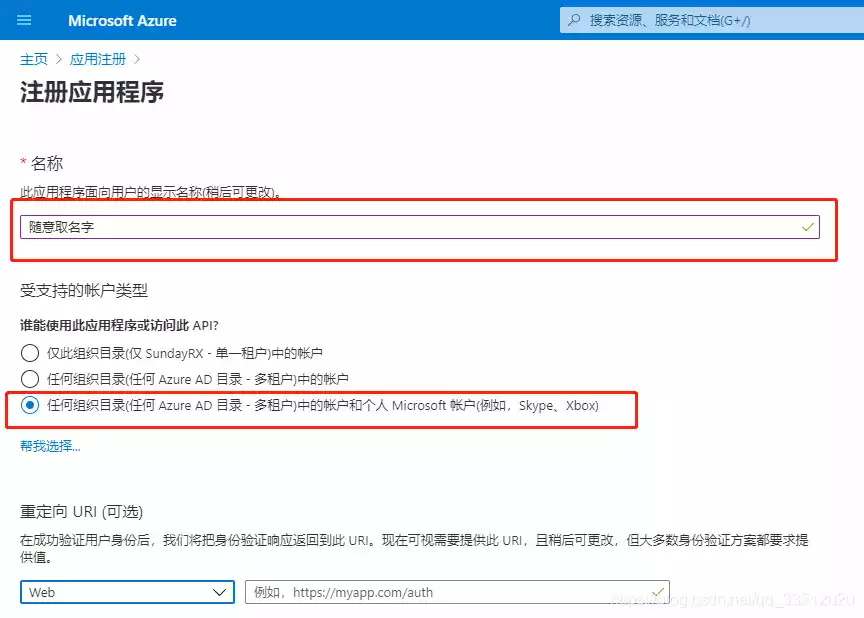 Microsoft Azure
搜索资源、服务和文档(G+/)
主页 > 应用注册 >
注册应用程序
* 名称
此应用程序面向用户的显示名称(稍后可更改)。
随意取名字
受支持的帐户类型
谁能使用此应用程序或访问此 API?
仅此组织目录(仅 SundayRX - 单一租户)中的帐户
任何组织目录(任何 Azure AD 目录 - 多租户)中的帐户
任何组织目录(任何 Azure AD 目录 - 多租户)中的帐户和个人 Microsoft 帐户(例如，Skype、Xbox)
帮我选择...
重定向 URI (可选)
在成功验证用户身份后，我们将把身份验证响应返回到此 URI。现在可视需要提供此 URI，且稍后可更改，但大多数身份验证方案都要求提
供值。
Web
例如，https://myapp.com/auth